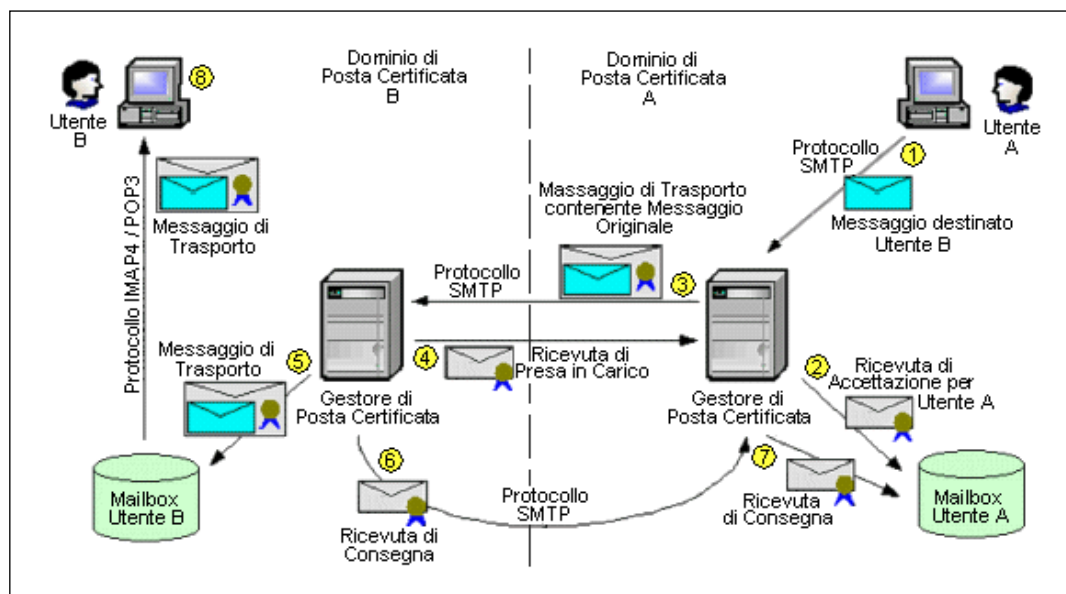 Dominio di
Posta Certificata
B
Dominio di
Posta Certificata
A
8
Utente
B
Utente
A
Protocollo
SMTP
1
Messaggio destinato
Utente B
Massaggio di Trasporto
contenente Messaggio
Originale
Messaggio di
Trasporto
Protocollo IMAP4 / POP3
Protocollo
SMTP
3
4
Ricevuta di
Presa in Carico
Messaggio di
Trasporto
5
2
Ricevuta di
Accettazione per
Utente A
Gestore di
Posta Certificata
Gestore di
Posta Certificata
6
7
Mailbox
Utente B
Ricevuta di
Consegna
Protocollo
SMTP
Ricevuta
di Consegna
Mailbox
Utente A